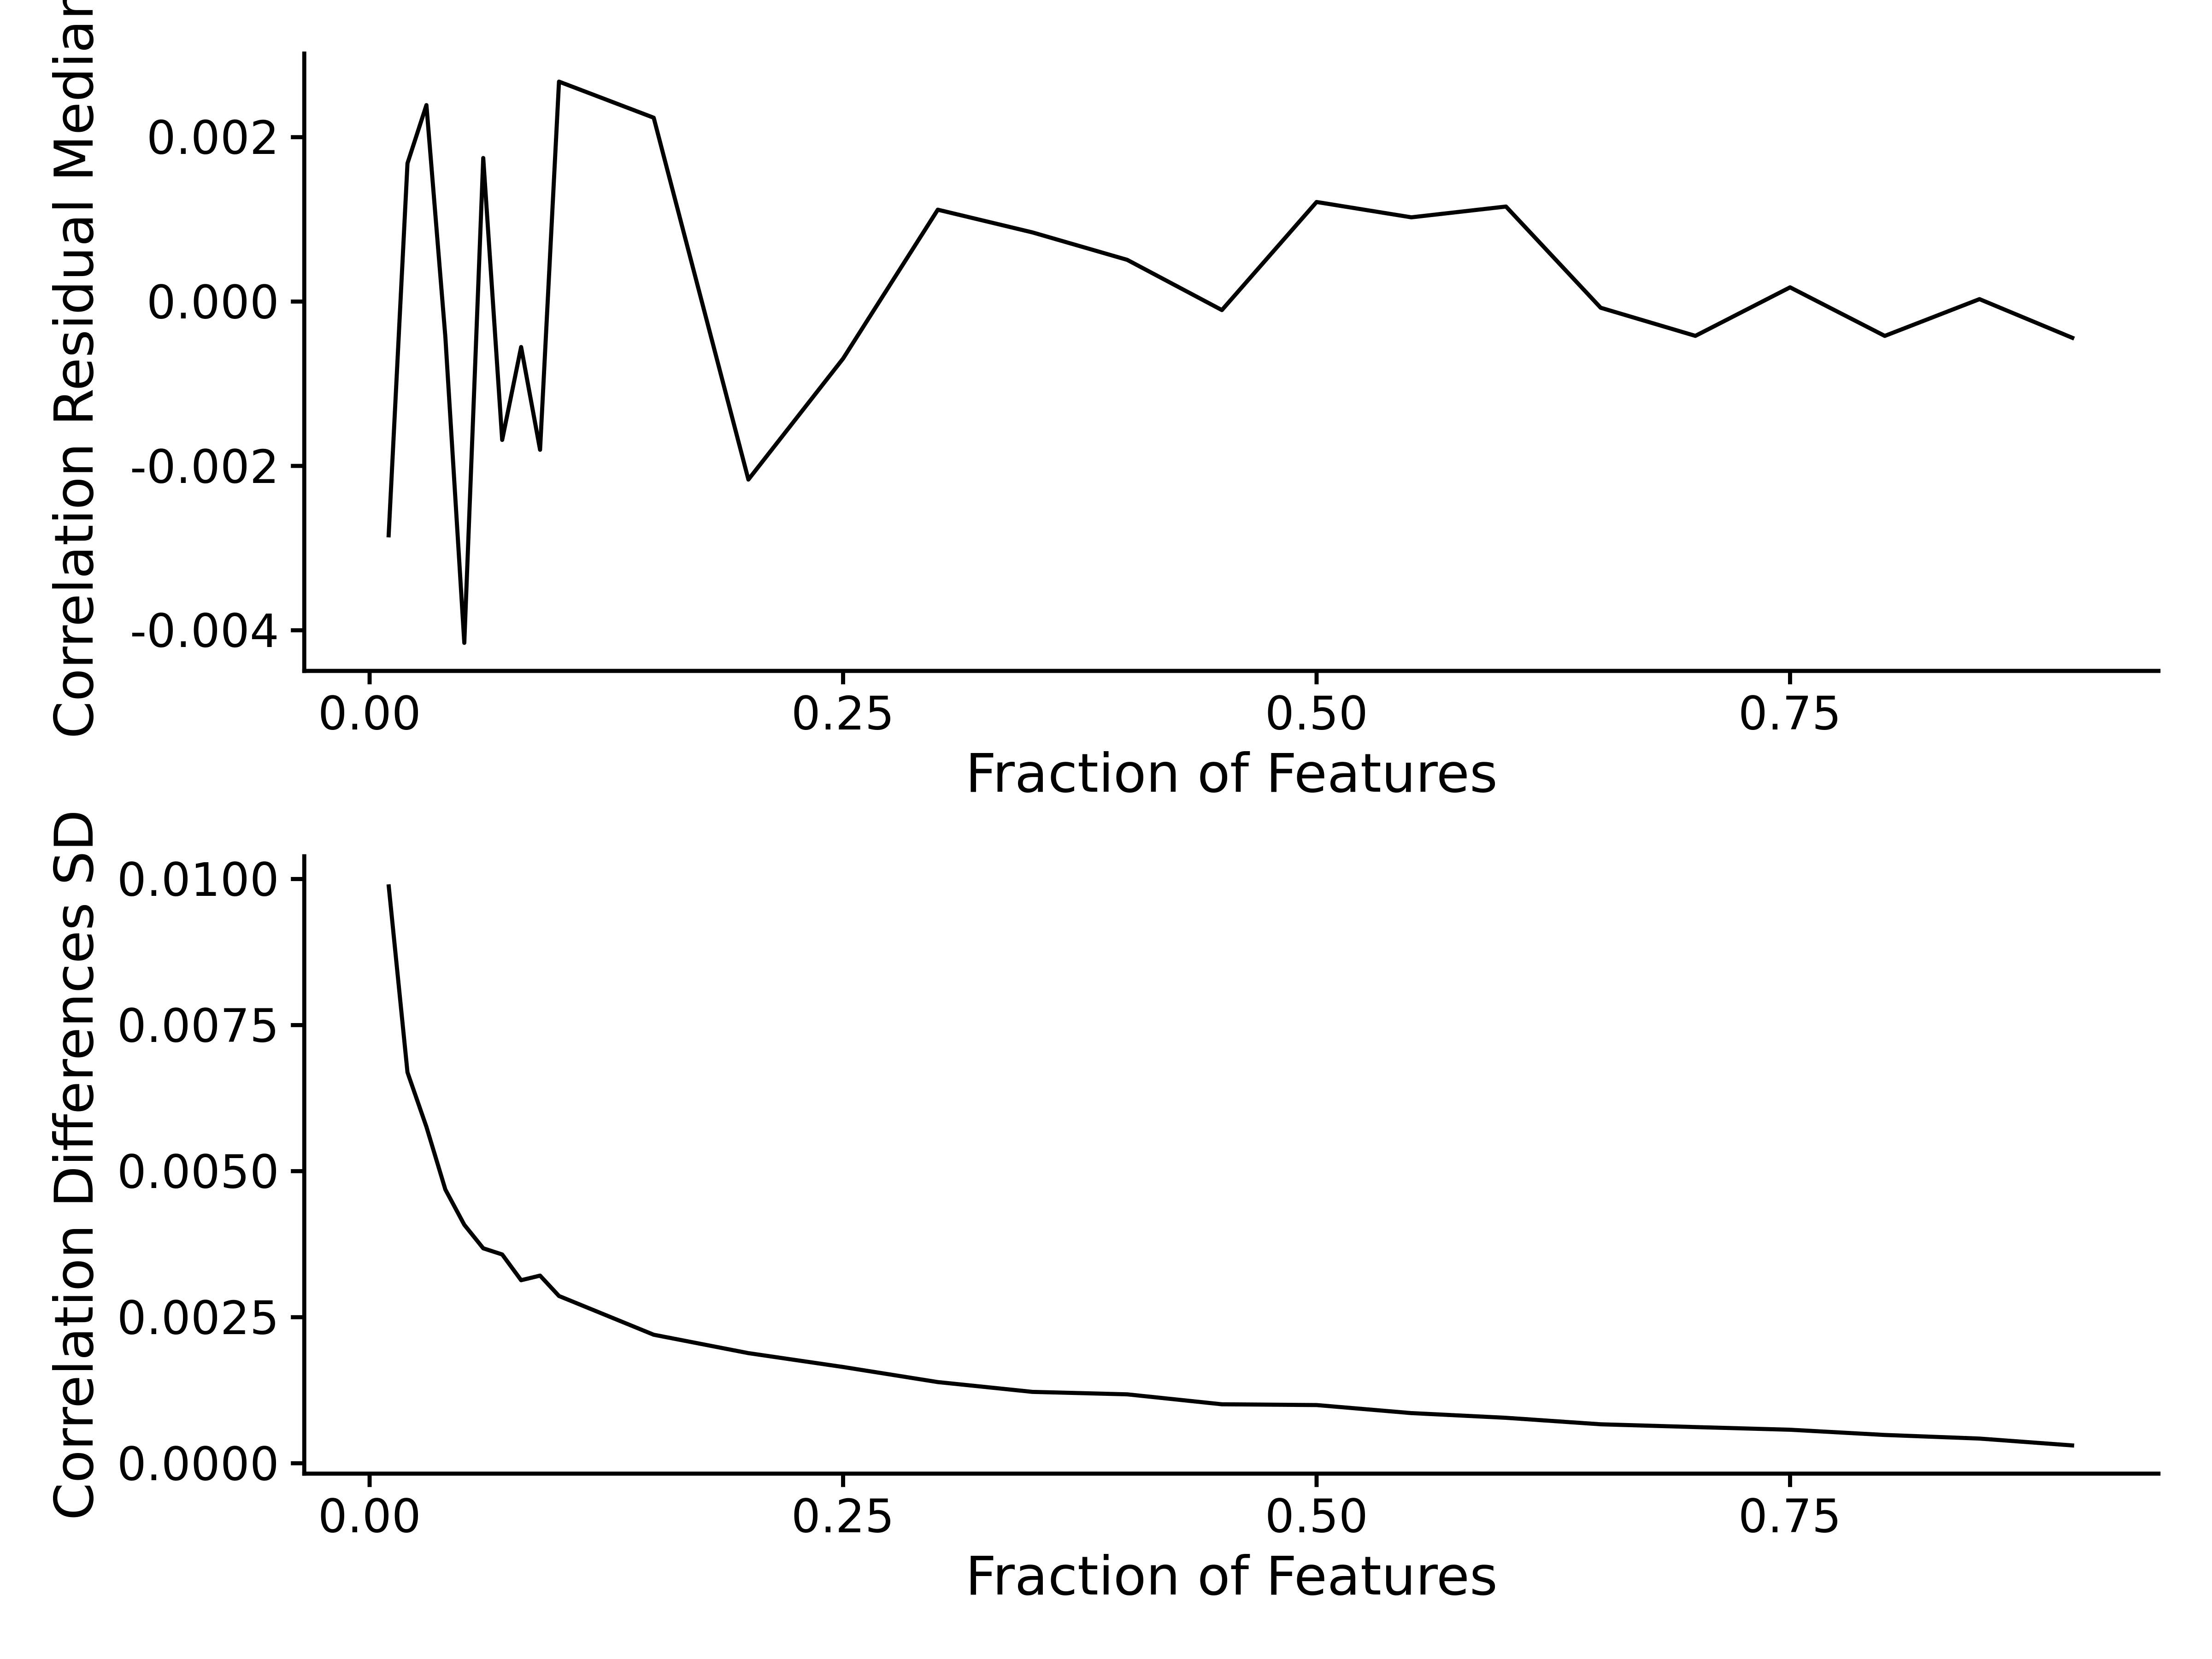 Correlation Residual Median
0.002
0.000
-0.002
-0.004
0.00 0.25 0.50 0.75
Fraction of Features
Correlation Differences SD
0.0100
0.0075
0.0050
0.0025
0.0000
0.00 0.25 0.50 0.75
Fraction of Features